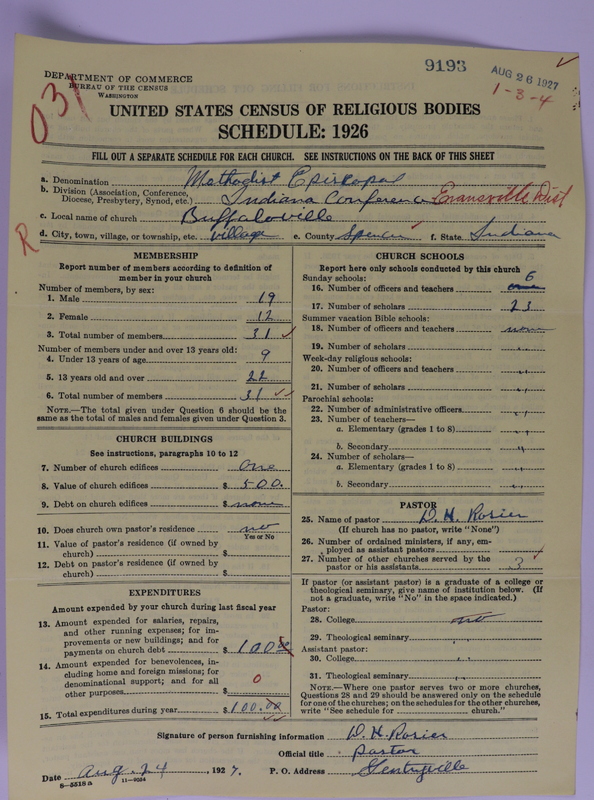 9193
AUG 26 1927
1-3-4
031
DEPARTMENT OF COMMERCE
BUREAU OF THE CENSUS
WASHINGTON
UNITED STATES CENSUS OF RELIGIOUS BODIES
SCHEDULE: 1926
FILL OUT A SEPARATE SCHEDULE FOR EACH CHURCH. SEE INSTRUCTIONS ON THE BACK OF THIS SHEET
a. Denomination Methodist Episcopal
b. Division (Association, Conference, Diocese, Presbytery, Synod, etc.) Indiana Conference Evansville Dist
c. Local name of church Buffaloville
R
d. City, town, village, or township, etc. village e. County Spencer f. State Indiana
MEMBERSHIP
Report number of members according to definition of
member in your church
Number of members, by sex:
1. Male 19
2. Female 12
3. Total number of members 31
Number of members under and over 13 years old:
4. Under 13 years of age 9
5. 13 years old and over 22
6. Total number of members 31
NOTE.—The total given under Question 6 should be the
same as the total of males and females given under Question 3.
CHURCH BUILDINGS
See instructions, paragraphs 10 to 12
7. Number of church edifices one
8. Value of church edifices $ 500.
9. Debt on church edifices $ none
10. Does church own pastor's residence no
Yes or No
11. Value of pastor's residence (if owned by
church) $
12. Debt on pastor's residence (if owned by
church) $
EXPENDITURES
Amount expended by your church during last fiscal year
13. Amount expended for salaries, repairs,
and other running expenses; for im-
provements or new buildings; and for
payments on church debt $ 100.00
14. Amount expended for benevolences, in-
cluding home and foreign missions; for
denominational support; and for all
other purposes $ 0
15. Total expenditures during year $ 100.00
CHURCH SCHOOLS
Report here only schools conducted by this church
Sunday schools: 6
16. Number of officers and teachers
17. Number of scholars 23
Summer vacation Bible schools:
18. Number of officers and teachers none
19. Number of scholars "
Week-day religious schools:
20. Number of officers and teachers "
21. Number of scholars "
Parochial schools:
22. Number of administrative officers "
23. Number of teachers—
a. Elementary (grades 1 to 8) "
b. Secondary "
24. Number of scholars—
a. Elementary (grades 1 to 8) "
b. Secondary "
PASTOR
25. Name of pastor D. H. Rosier
(If church has no pastor, write "None")
26. Number of ordained ministers, if any, em-
ployed as assistant pastors
27. Number of other churches served by the
pastor or his assistants 3
If pastor (or assistant pastor) is a graduate of a college or
theological seminary, give name of institution below. (If
not a graduate, write "No" in the space indicated.)
Pastor:
28. College no
29. Theological seminary
Assistant pastor:
30. College "
31. Theological seminary "
NOTE.—Where one pastor serves two or more churches,
Questions 28 and 29 should be answered only on the schedule
for one of the churches; on the schedules for the other churches,
write "See schedule for church."
Signature of person furnishing information D. H. Rosier
Official title Pastor
Date Aug. 24, 1927. P. O. Address Gentryville
8-5518 a 11-9034